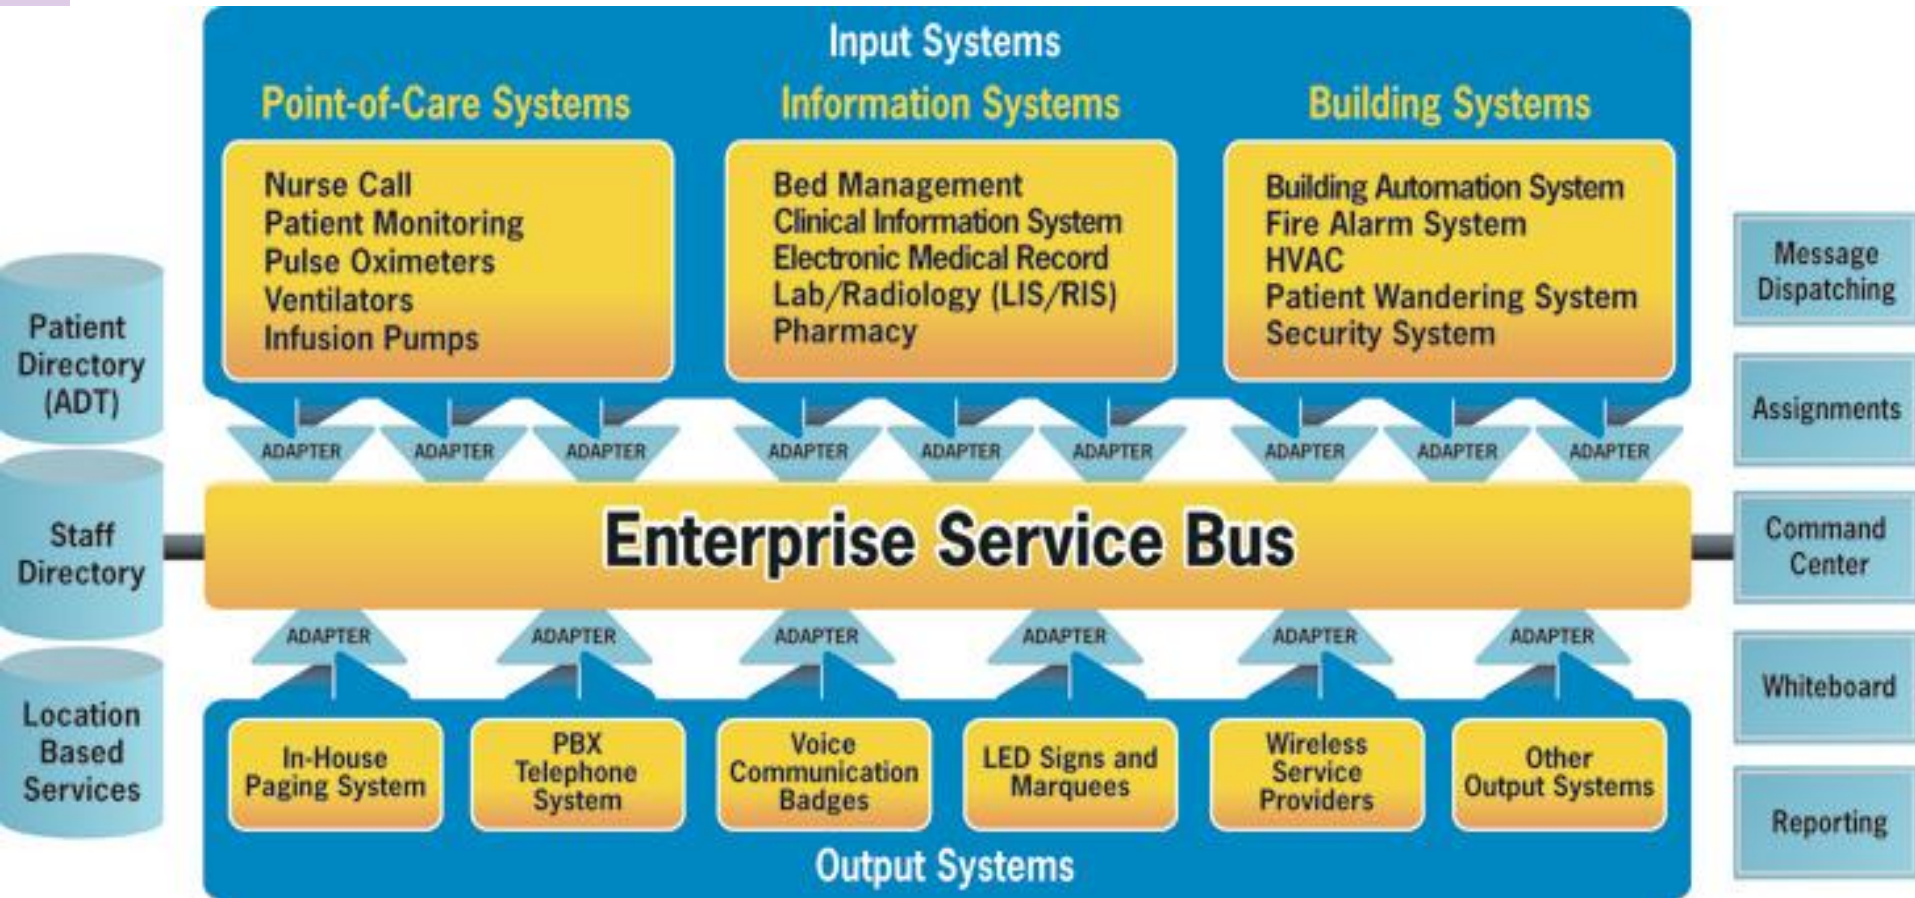 Input Systems
Point-of-Care Systems
Nurse Call
Patient Monitoring
Pulse Oximeters
Ventilators
Infusion Pumps
Information Systems
Bed Management
Clinical Information System
Electronic Medical Record
Lab/Radiology (LIS/RIS)
Pharmacy
Building Systems
Building Automation System
Fire Alarm System
HVAC
Patient Wandering System
Security System
Patient
Directory
(ADT)
Staff
Directory
Location
Based
Services
ADAPTER
ADAPTER
ADAPTER
ADAPTER
ADAPTER
ADAPTER
ADAPTER
ADAPTER
ADAPTER
Enterprise Service Bus
ADAPTER
ADAPTER
ADAPTER
ADAPTER
ADAPTER
ADAPTER
In-House
Paging System
PBX
Telephone
System
Voice
Communication
Badges
LED Signs and
Marquees
Wireless
Service
Providers
Other
Output Systems
Output Systems
Message
Dispatching
Assignments
Command
Center
Whiteboard
Reporting